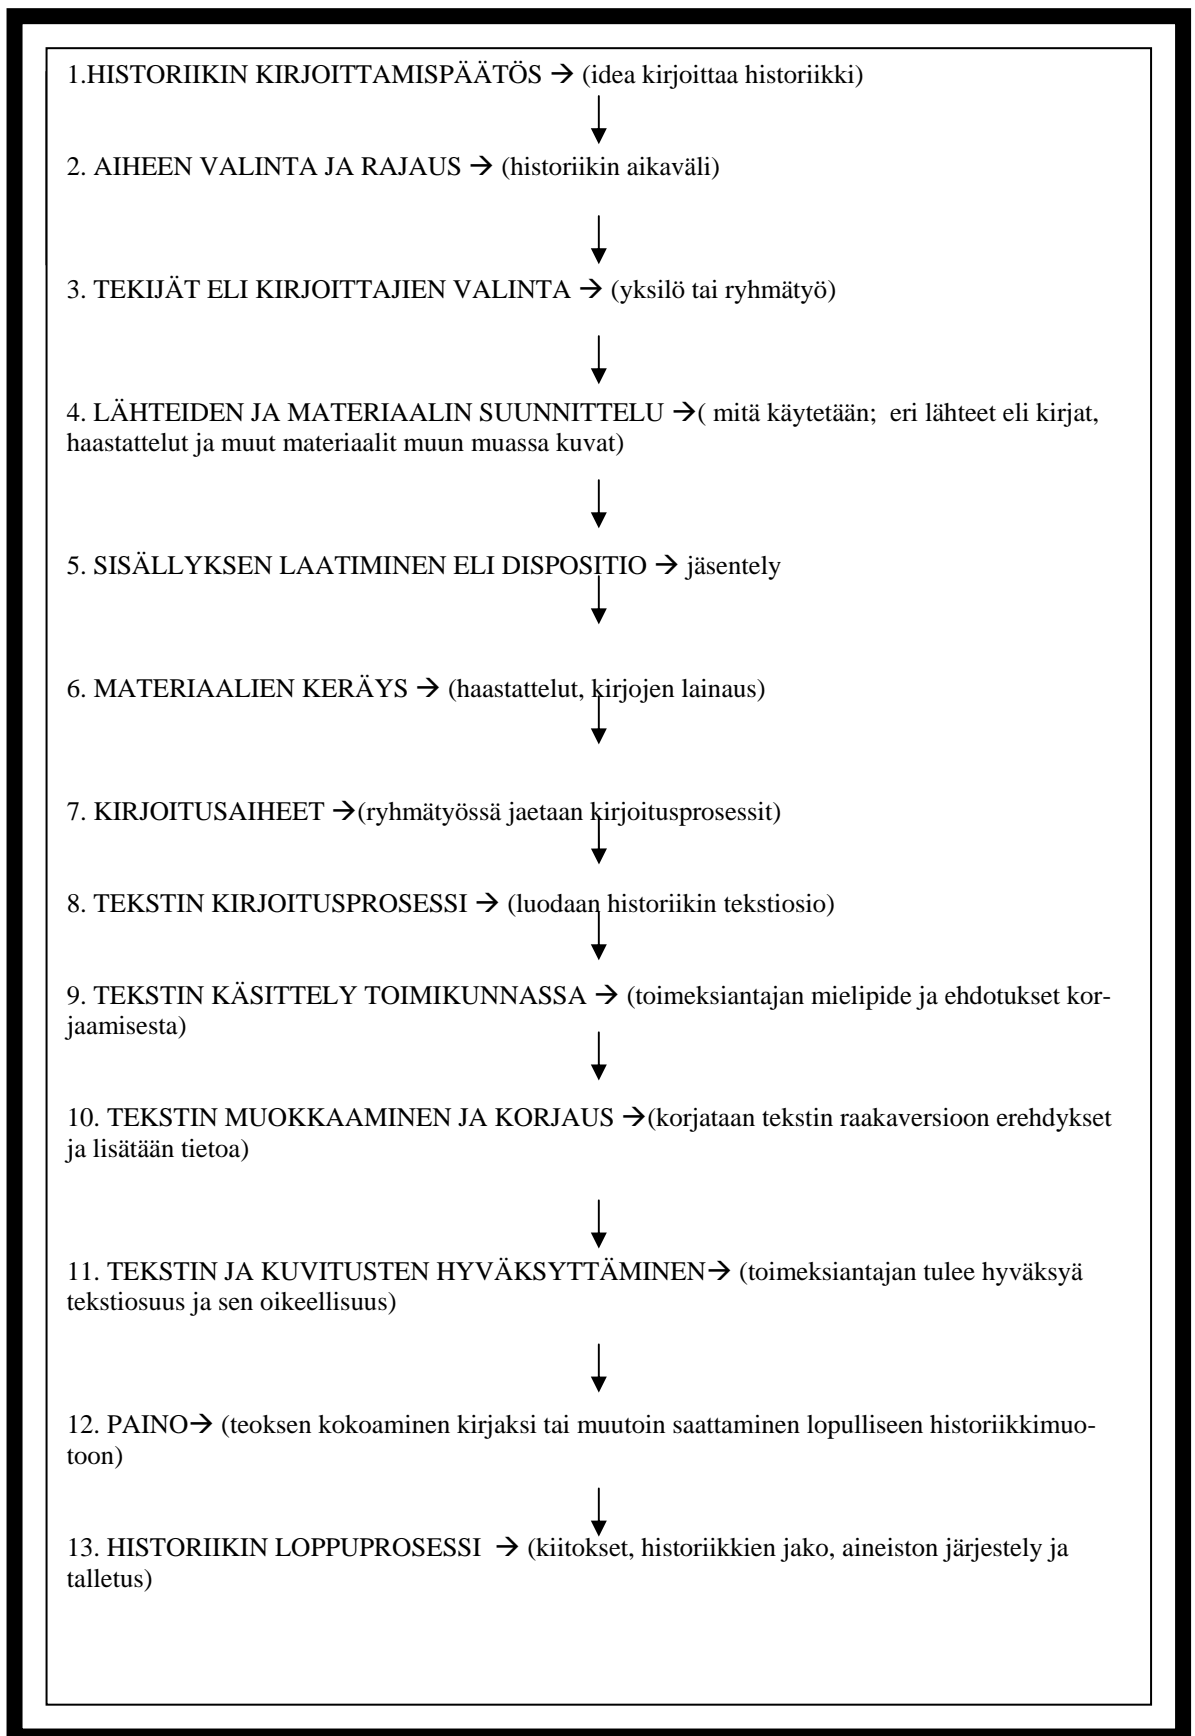 1.HISTORIIKIN KIRJOITTAMISPÄÄTÖS → (idea kirjoittaa historiikki)
2. AIHEEN VALINTA JA RAJAUS → (historiikin aikaväli)
3. TEKIJÄT ELI KIRJOITTAJIEN VALINTA → (yksilö tai ryhmätyö)
4. LÄHTEIDEN JA MATERIAALIN SUUNNITTELU →( mitä käytetään;  eri lähteet eli kirjat,
haastattelut ja muut materiaalit muun muassa kuvat)
5. SISÄLLYKSEN LAATIMINEN ELI DISPOSITIO → jäsentely
6. MATERIAALIEN KERÄYS → (haastattelut, kirjojen lainaus)
7. KIRJOITUSAIHEET →(ryhmätyössä jaetaan kirjoitusprosessit)
8. TEKSTIN KIRJOITUSPROSESSI → (luodaan historiikin tekstiosio)
9. TEKSTIN KÄSITTELY TOIMIKUNNASSA → (toimeksiantajan mielipide ja ehdotukset kor-
jaamisesta)
10. TEKSTIN MUOKKAAMINEN JA KORJAUS →(korjataan tekstin raakaversioon erehdykset
ja lisätään tietoa)
11. TEKSTIN JA KUVITUSTEN HYVÄKSYTTÄMINEN→ (toimeksiantajan tulee hyväksyä
tekstiosuus ja sen oikeellisuus)
12. PAINO→ (teoksen kokoaminen kirjaksi tai muutoin saattaminen lopulliseen historiikkimuo-
toon)
13. HISTORIIKIN LOPPUPROSESSI  → (kiitokset, historiikkien jako, aineiston järjestely ja
talletus)